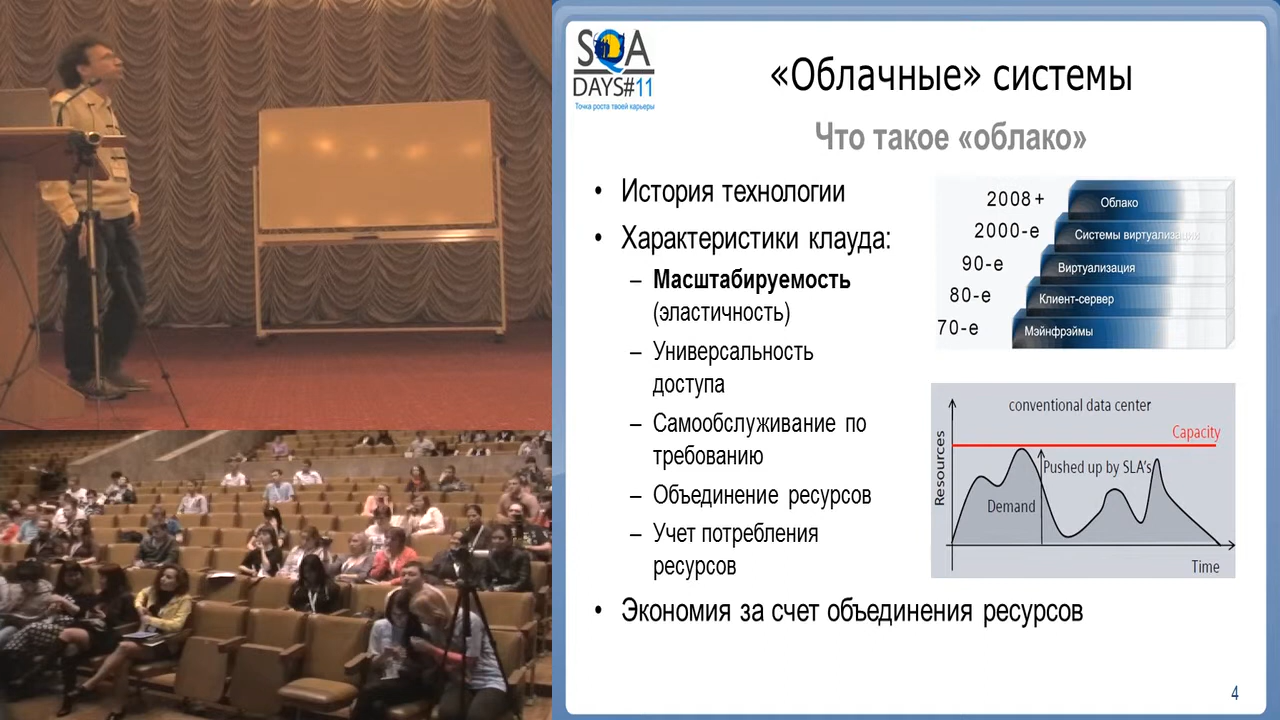 SQA
DAYS#11
Точка роста твоей карьеры
«Облачные» системы
Что такое «облако»
• История технологии
• Характеристики клауда:
– Масштабируемость
(эластичность)
– Универсальность
доступа
– Самообслуживание по
требованию
– Объединение ресурсов
– Учет потребления
ресурсов
• Экономия за счет объединения ресурсов
2008+ Облако
2000-е Системы виртуализации
90-е Виртуализация
80-е Клиент-сервер
70-е Мэйнфрэймы
conventional data center
Capacity
Resources
Pushed up by SLA's
Demand
Time
4